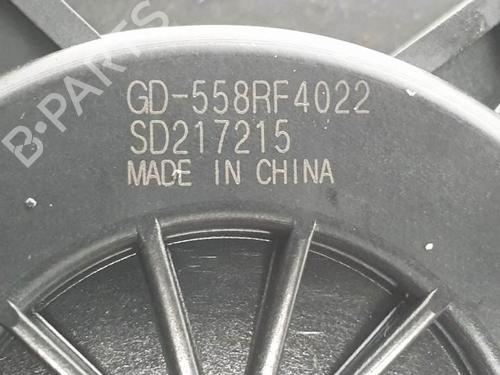 B-PARTS
GD-558RF4022
SD217215
MADE IN CHINA